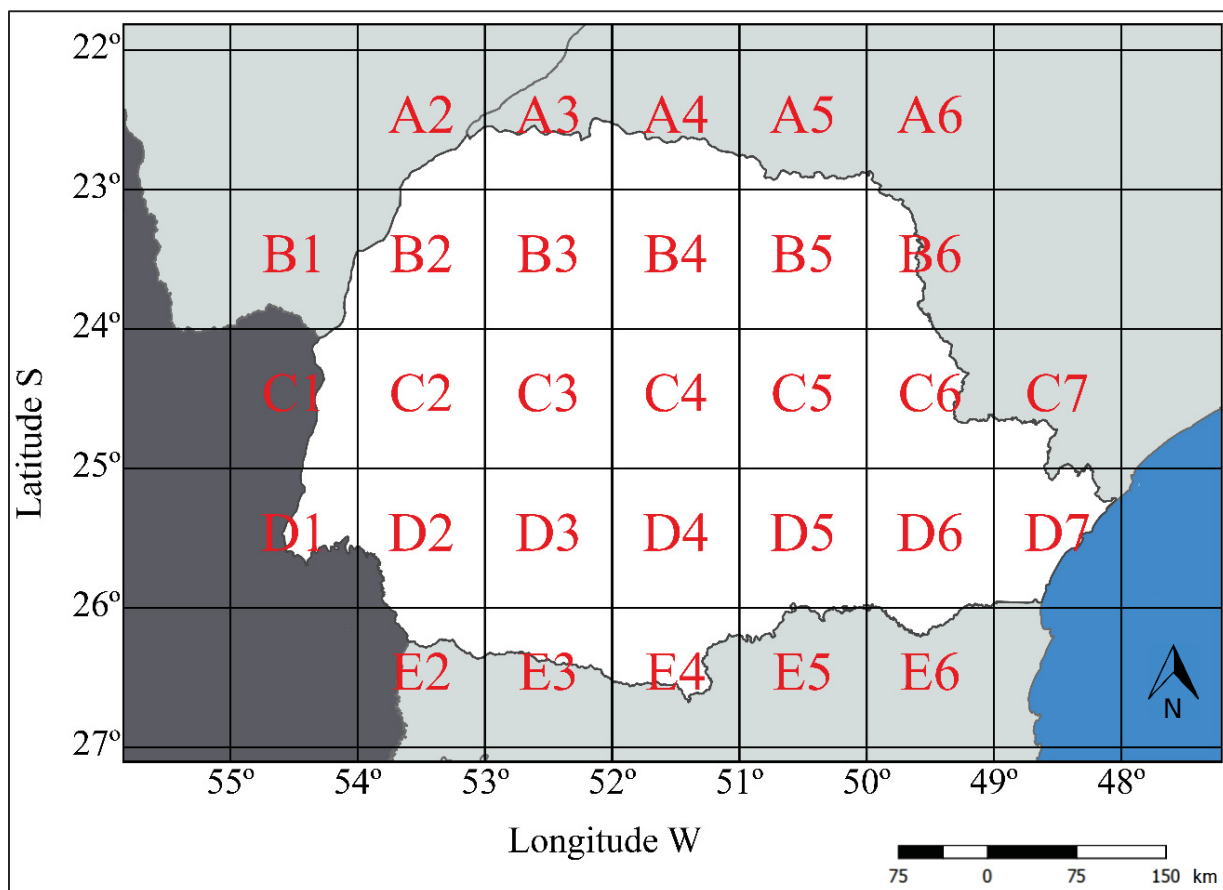 22º
A2 A3 A4 A5 A6
23º
B1 B2 B3 B4 B5 B6
24º
C1 C2 C3 C4 C5 C6 C7
25º
D1 D2 D3 D4 D5 D6 D7
26º
E2 E3 E4 E5 E6
27º
Latitude S
N
55º 54º 53º 52º 51º 50º 49º 48º
Longitude W
75 0 75 150 km